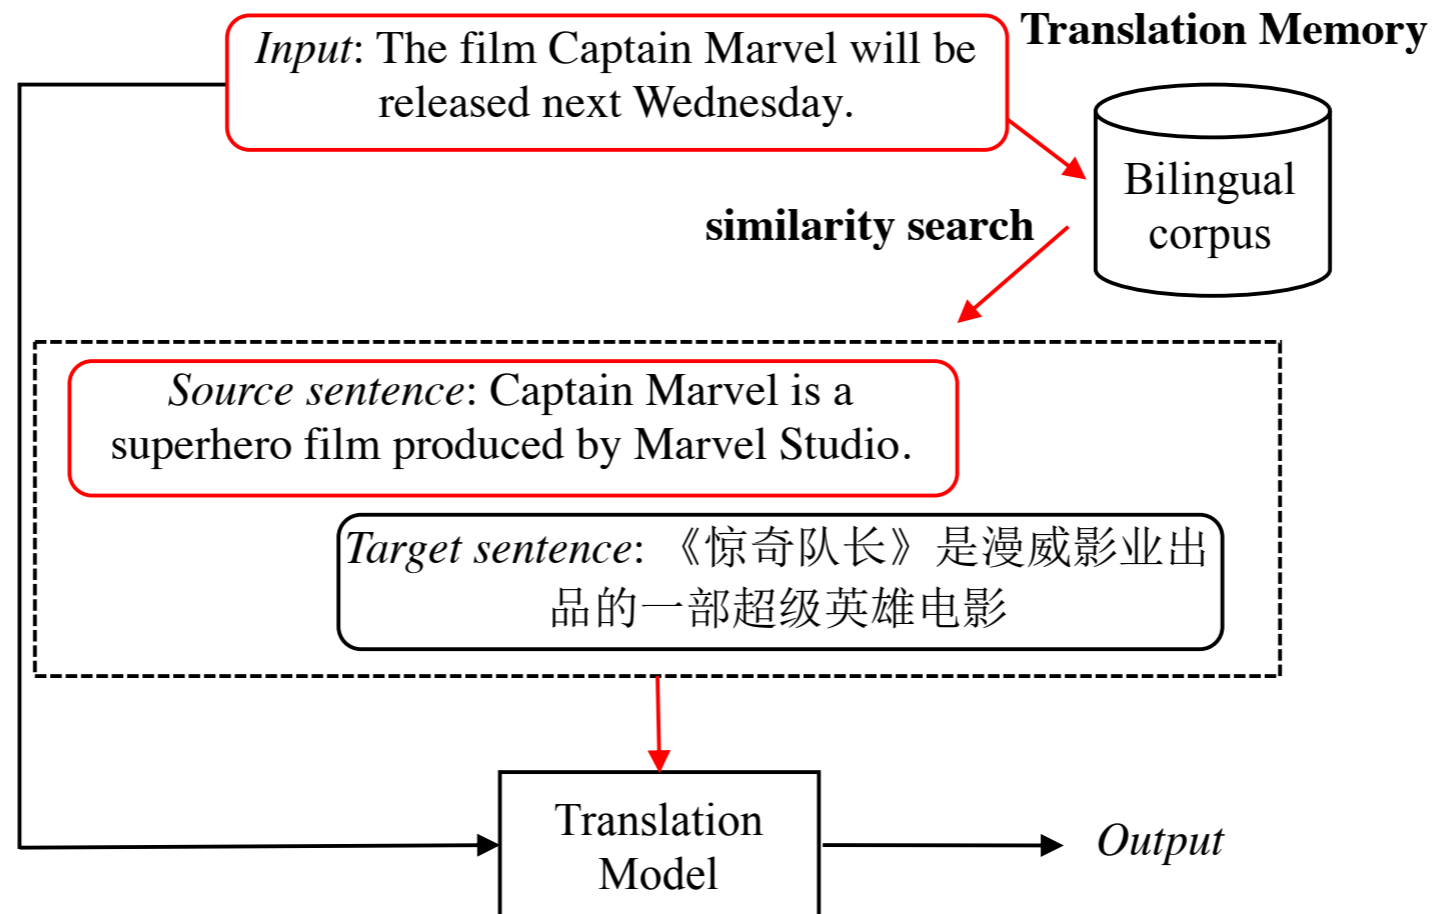 Input: The film Captain Marvel will be
released next Wednesday.
Translation Memory
Bilingual
corpus
similarity search
Source sentence: Captain Marvel is a
superhero film produced by Marvel Studio.
Target sentence: 《惊奇队长》是漫威影业出
品的一部超级英雄电影
Translation
Model
Output